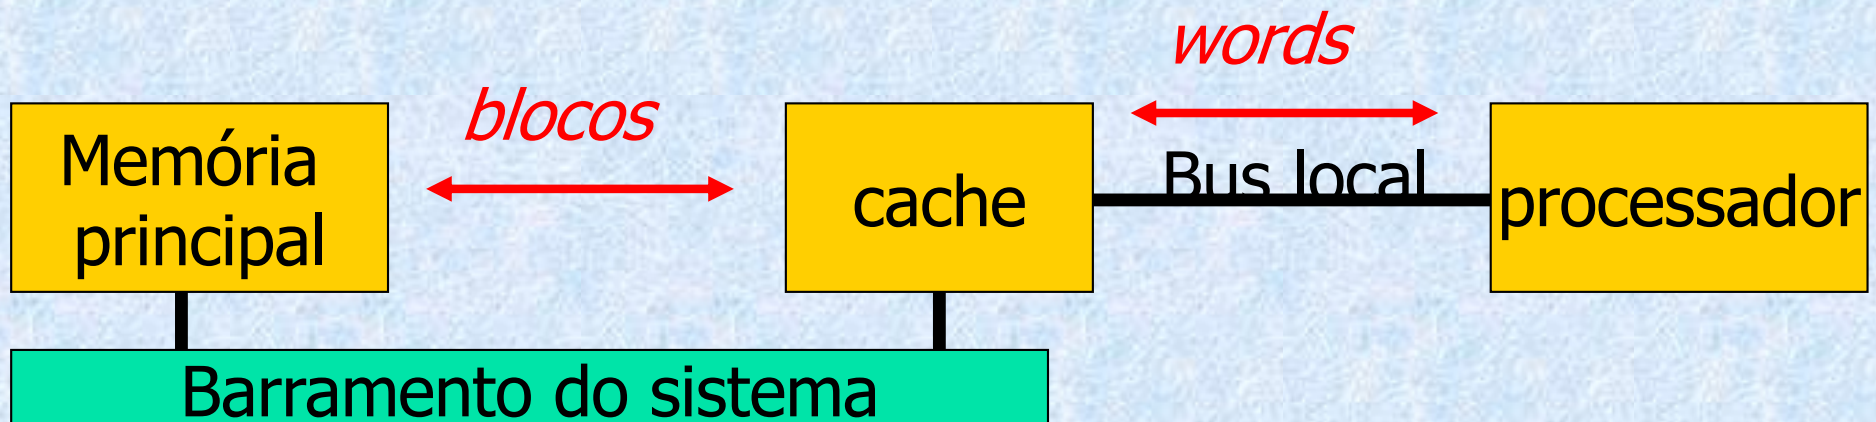 words
blocos
Memória
principal
cache
Bus local
processador
Barramento do sistema